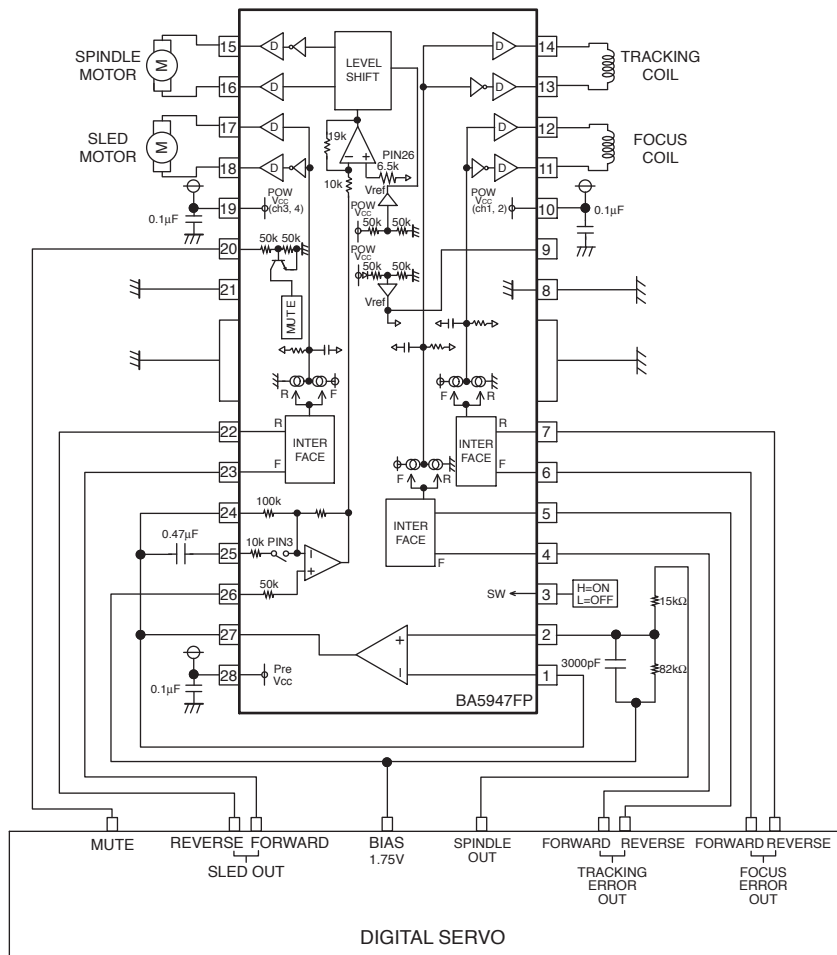 SPINDLE
MOTOR
M
15
16
D
D
LEVEL
SHIFT
D
D
14
13
TRACKING
COIL
SLED
MOTOR
M
17
18
D
D
19k
10k
PIN26
6.5k
Vref
D
D
12
11
FOCUS
COIL
0.1µF
19
POW
VCC
(ch3, 4)
POW
VCC
50k
50k
POW
VCC
(ch1, 2)
10
0.1µF
20
50k
50k
MUTE
POW
VCC
50k
50k
Vref
9
21
8
R
F
F
R
22
23
R
F
INTER
FACE
INTER
FACE
R
F
7
6
F
R
INTER
FACE
F
5
4
24
100k
0.47µF
25
10k
PIN3
26
50k
SW
3
H=ON
L=OFF
15kΩ
27
2
3000pF
82kΩ
28
0.1µF
Pre
Vcc
1
BA5947FP
MUTE
REVERSE FORWARD
SLED OUT
BIAS
1.75V
SPINDLE
OUT
FORWARD REVERSE
TRACKING
ERROR
OUT
FORWARD REVERSE
FOCUS
ERROR
OUT
DIGITAL SERVO